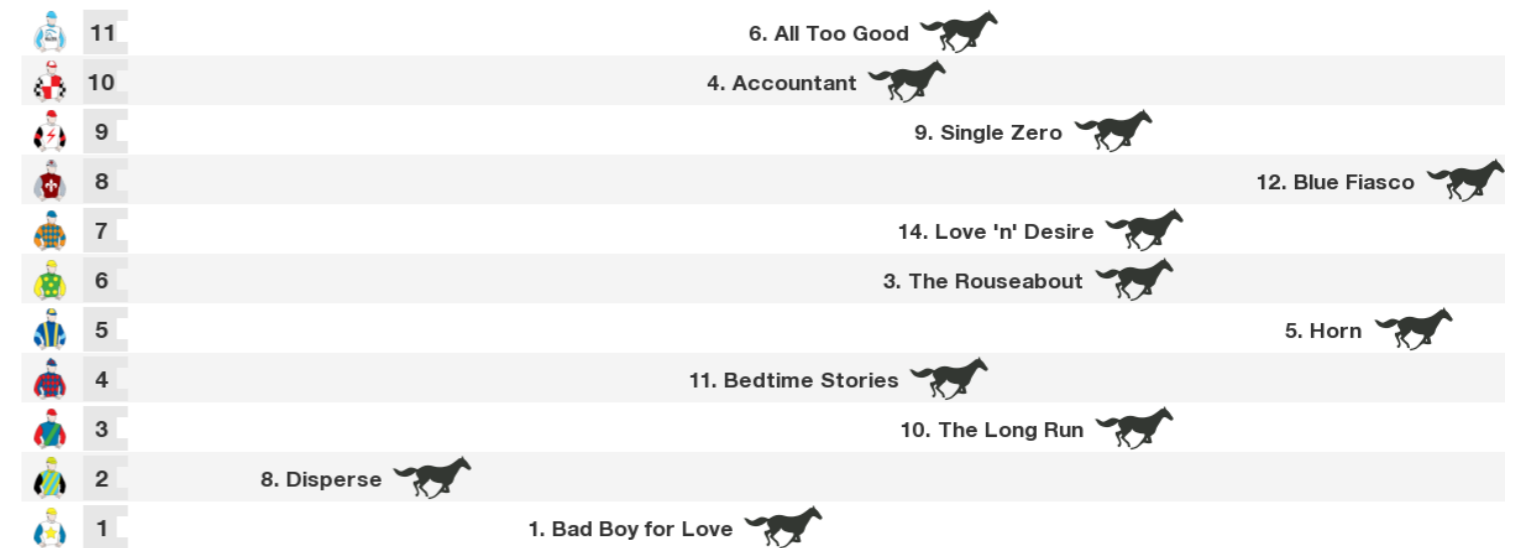 11 6. All Too Good
10 4. Accountant
9 9. Single Zero
8 12. Blue Fiasco
7 14. Love 'n' Desire
6 3. The Rouseabout
5 5. Horn
4 11. Bedtime Stories
3 10. The Long Run
2 8. Disperse
1 1. Bad Boy for Love